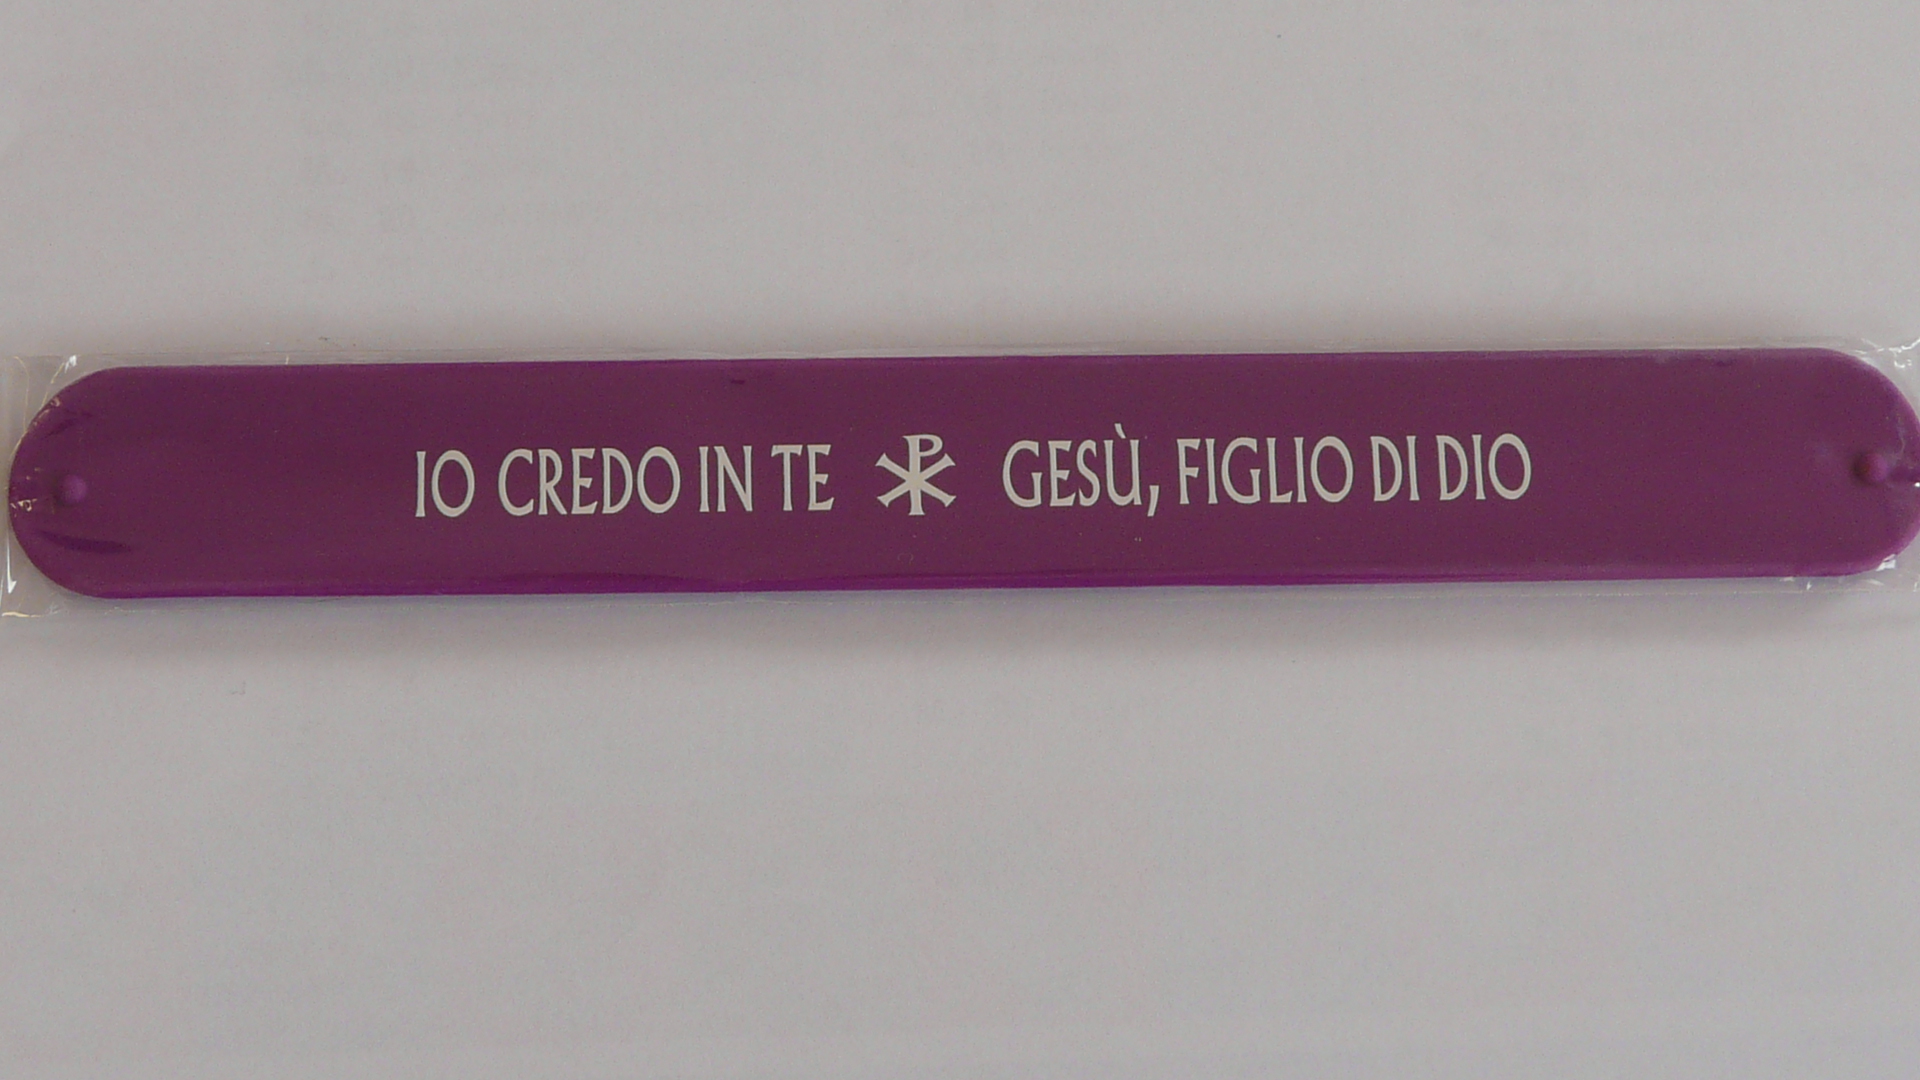 IO CREDO IN TE ☧ GESÙ, FIGLIO DI DIO